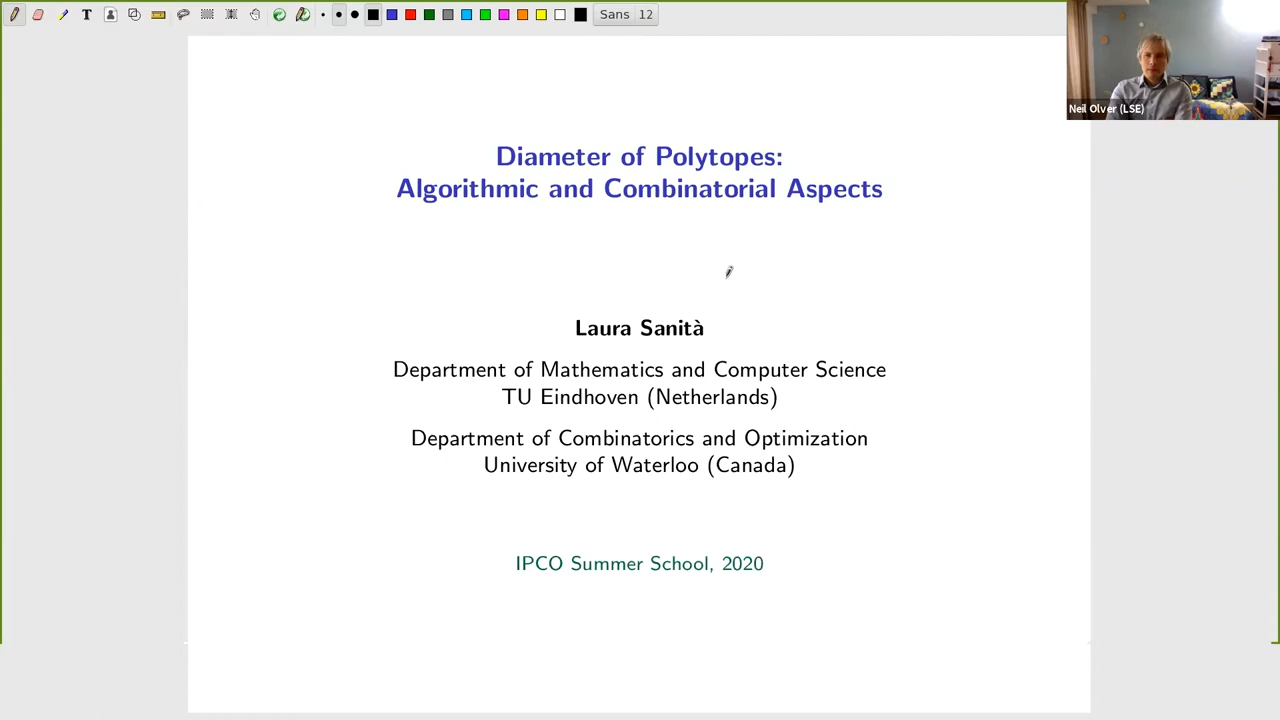 Sans 12
Neil Olver (LSE)
Diameter of Polytopes:
Algorithmic and Combinatorial Aspects
Laura Sanità
Department of Mathematics and Computer Science
TU Eindhoven (Netherlands)
Department of Combinatorics and Optimization
University of Waterloo (Canada)
IPCO Summer School, 2020